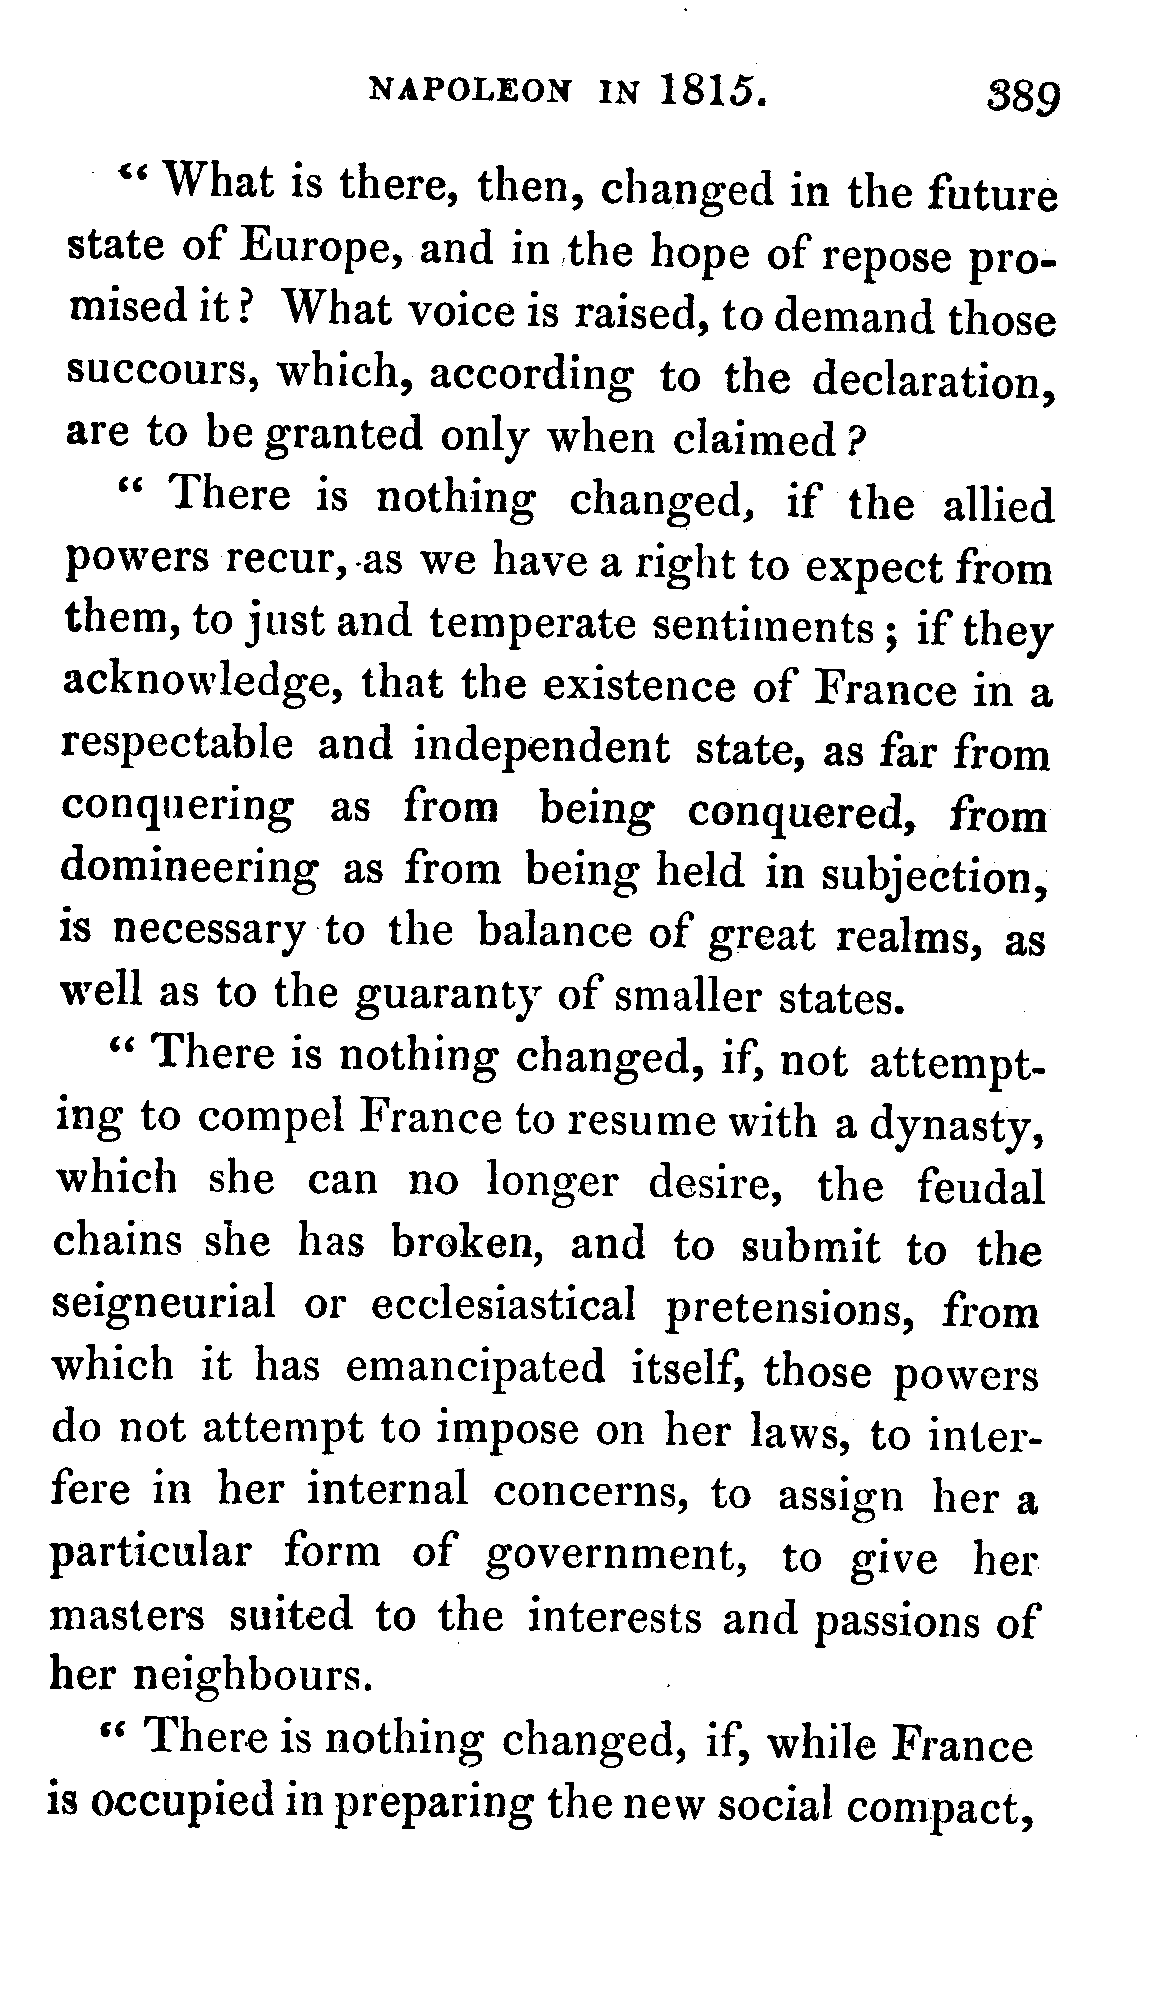 NAPOLEON IN 1815. 389
“ What is there, then, changed in the future
state of Europe, and in the hope of repose pro-
mised it ? What voice is raised, to demand those
succours, which, according to the declaration,
are to be granted only when claimed ?
“ There is nothing changed, if the allied
powers recur, as we have a right to expect from
them, to just and temperate sentiments ; if they
acknowledge, that the existence of France in a
respectable and independent state, as far from
conquering as from being conquered, from
domineering as from being held in subjection,
is necessary to the balance of great realms, as
well as to the guaranty of smaller states.
“ There is nothing changed, if, not attempt-
ing to compel France to resume with a dynasty,
which she can no longer desire, the feudal
chains she has broken, and to submit to the
seigneurial or ecclesiastical pretensions, from
which it has emancipated itself, those powers
do not attempt to impose on her laws, to inter-
fere in her internal concerns, to assign her a
particular form of government, to give her
masters suited to the interests and passions of
her neighbours.
“ There is nothing changed, if, while France
is occupied in preparing the new social compact,